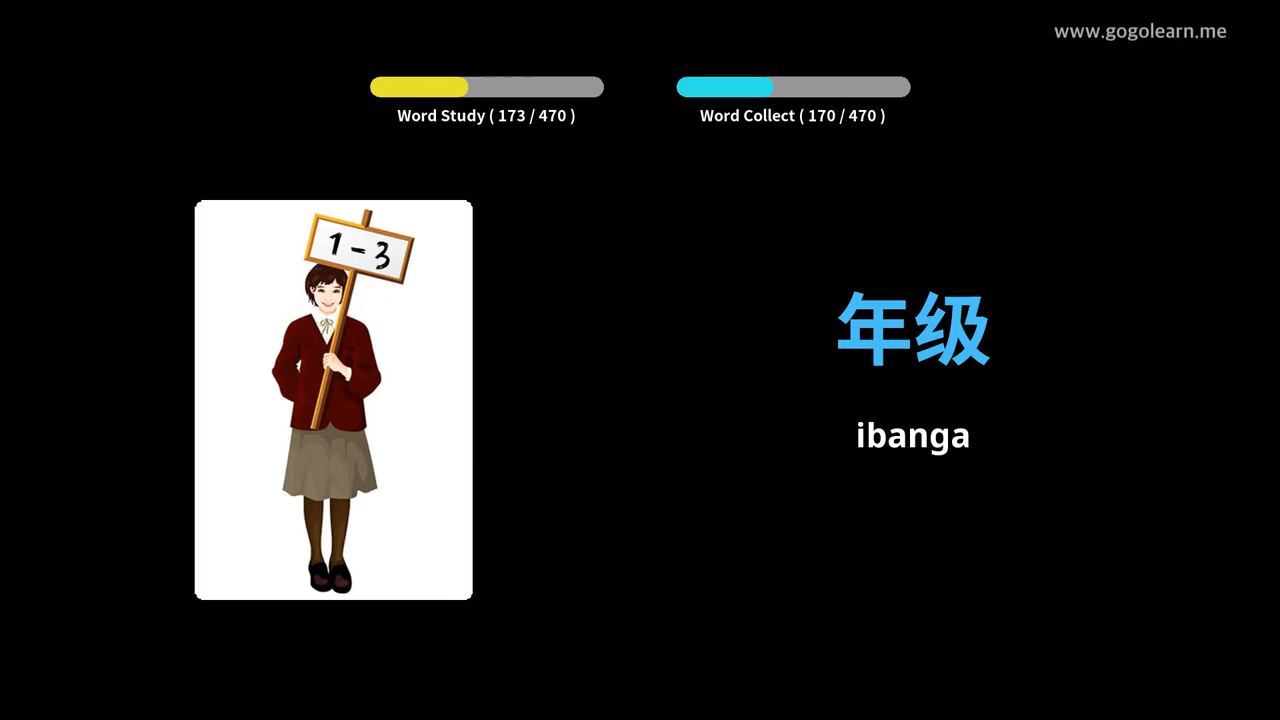 www.gogolearn.me
Word Study ( 173 / 470 )
Word Collect ( 170 / 470 )
1 - 3
年级
ibanga